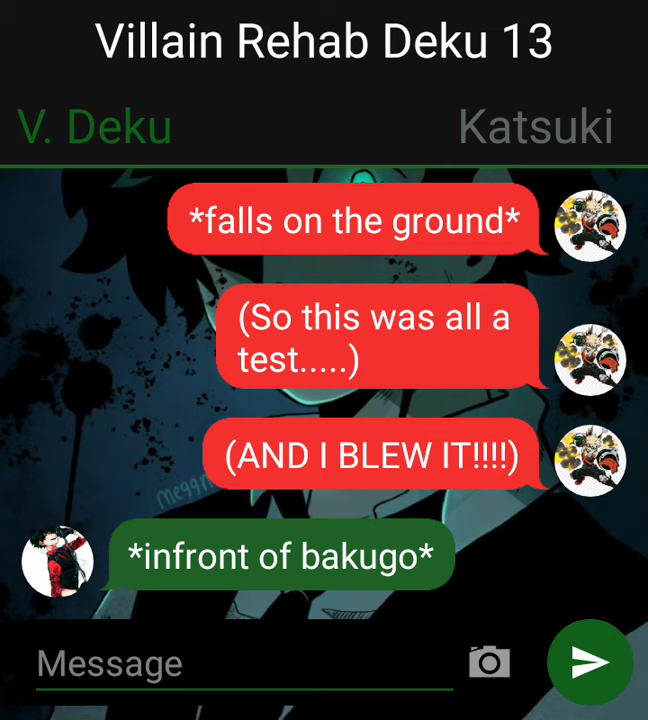 Villain Rehab Deku 13
V. Deku
Katsuki
*falls on the ground*
(So this was all a
test.....)
(AND I BLEW IT!!!!)
*infront of bakugo*
Message